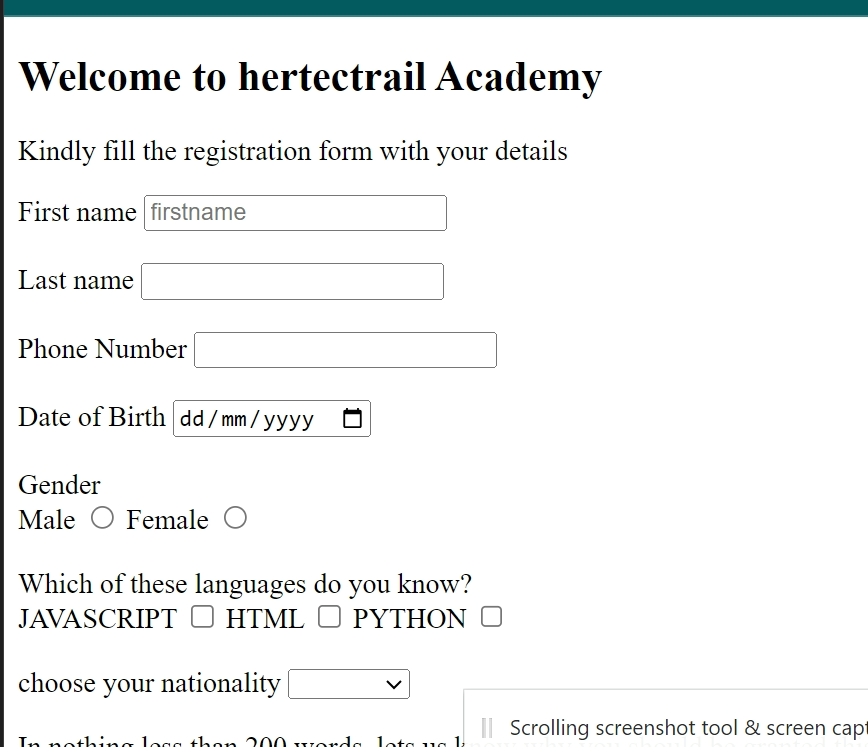 Welcome to hertectrail Academy
Kindly fill the registration form with your details
First name firstname
Last name
Phone Number
Date of Birth dd/mm/yyyy
Gender
Male Female
Which of these languages do you know?
JAVASCRIPT HTML PYTHON
choose your nationality
Scrolling screenshot tool & screen capt
In nothing less than 200 words, lets us